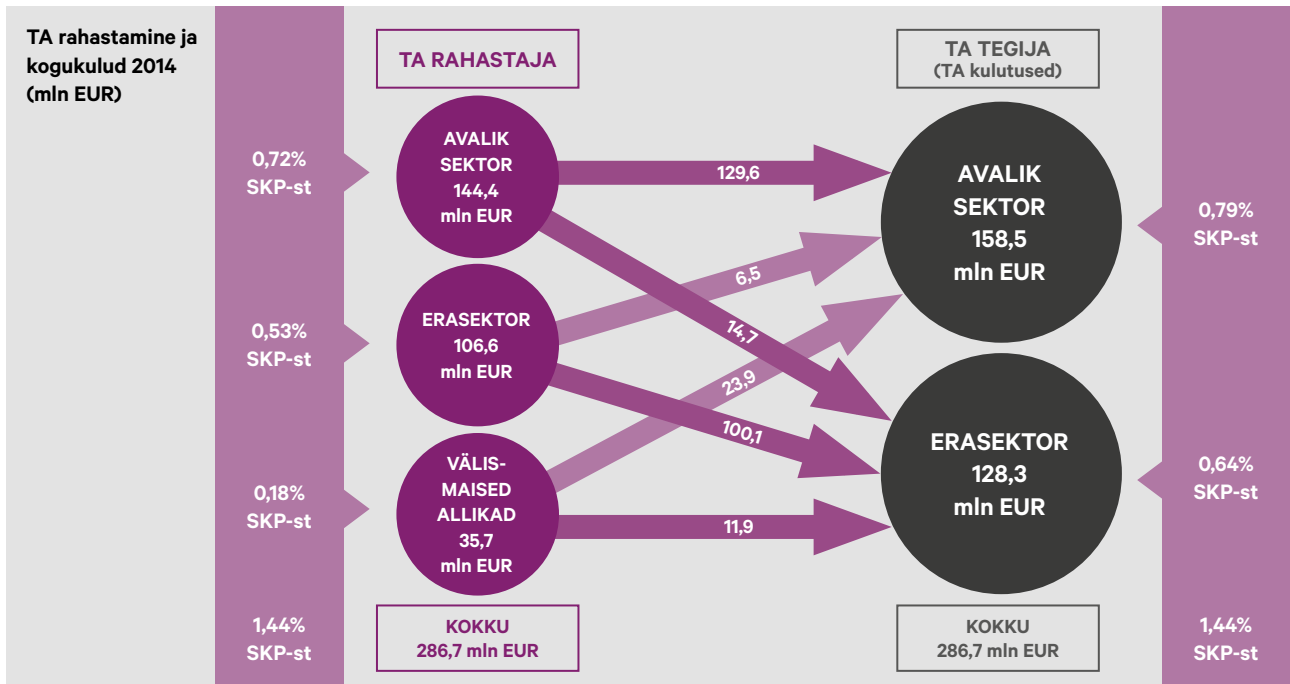 TA rahastamine ja
kogukulud 2014
(mln EUR)
0,72%
SKP-st
0,53%
SKP-st
0,18%
SKP-st
1,44%
SKP-st
TA RAHASTAJA
AVALIK
SEKTOR
144,4
mln EUR
ERASEKTOR
106,6
mln EUR
VÄLIS-
MAISED
ALLIKAD
35,7
mln EUR
KOKKU
286,7 mln EUR
129,6
6,5
14,7
23,9
100,1
11,9
TA TEGIJA
(TA kulutused)
AVALIK
SEKTOR
158,5
mln EUR
ERASEKTOR
128,3
mln EUR
KOKKU
286,7 mln EUR
0,79%
SKP-st
0,64%
SKP-st
1,44%
SKP-st